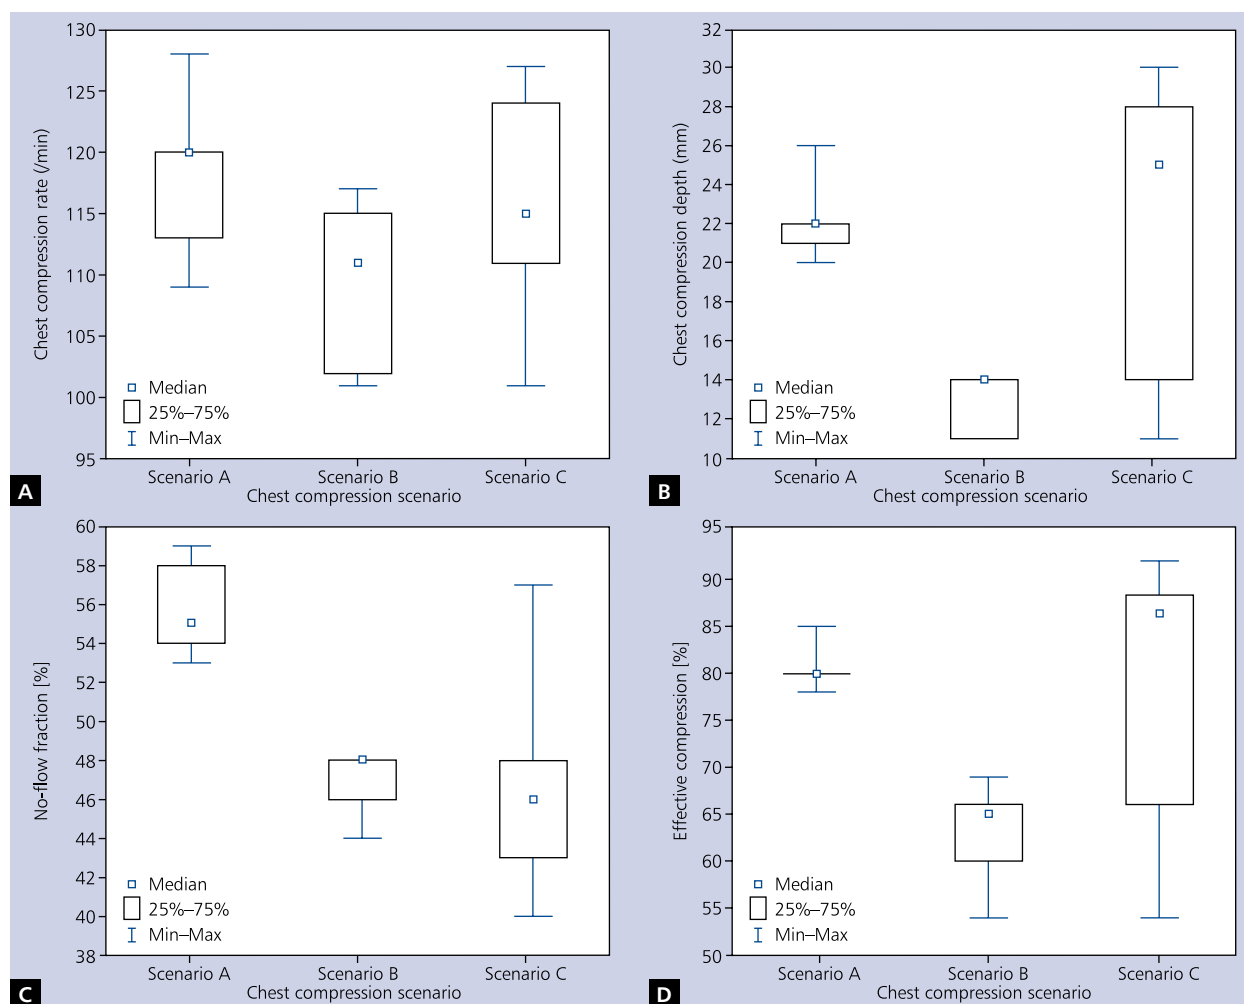 130
125
120
115
110
105
100
95
Chest compression rate (/min)
Median
25%–75%
Min–Max
Scenario A
Scenario B
Scenario C
Chest compression scenario
A
32
30
28
26
24
22
20
18
16
14
12
10
Chest compression depth (mm)
Median
25%–75%
Min–Max
Scenario A
Scenario B
Scenario C
Chest compression scenario
B
60
58
56
54
52
50
48
46
44
42
40
38
No-flow fraction [%]
Median
25%–75%
Min–Max
Scenario A
Scenario B
Scenario C
Chest compression scenario
C
95
90
85
80
75
70
65
60
55
50
Effective compression [%]
Median
25%–75%
Min–Max
Scenario A
Scenario B
Scenario C
Chest compression scenario
D